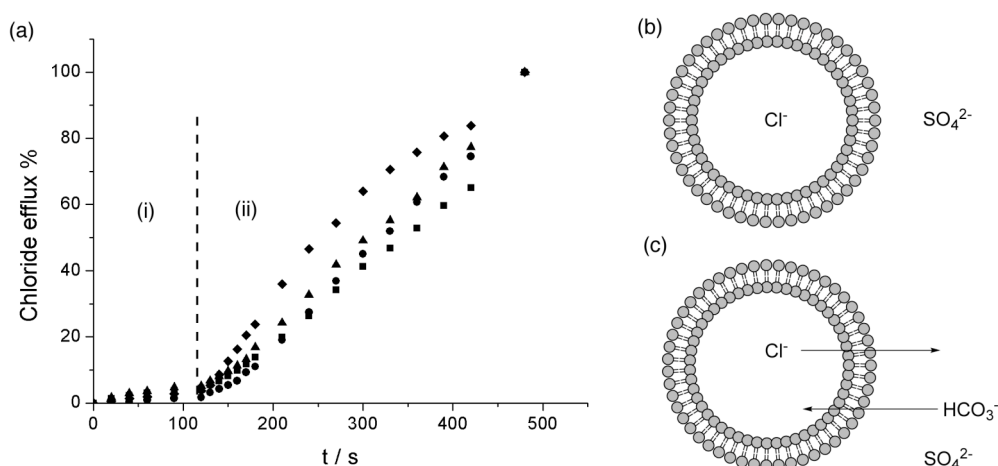 (a)
Chloride efflux %
100
80
60
40
20
0
(i)
(ii)
0
100
200
300
400
500
t / s
(b)
Cl⁻
SO₄²⁻
(c)
Cl⁻
HCO₃⁻
SO₄²⁻